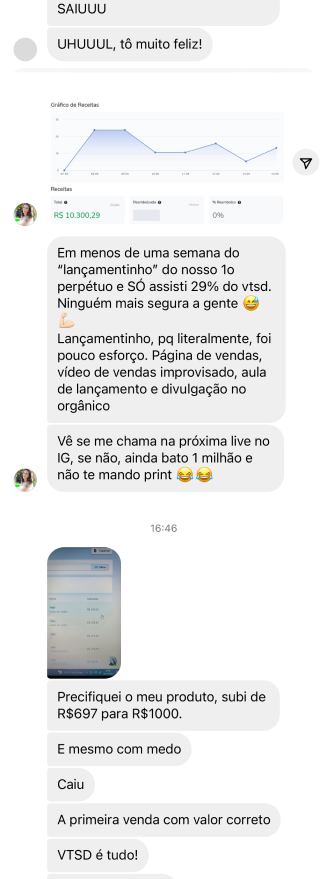 SAIUUU
UHUUUL, tô muito feliz!
Gráfico de Receitas
Receitas
Total
Reembolsado
% Reembolso
R$ 10.300,29
0%
Em menos de uma semana do
“lançamentinho” do nosso 1o
perpétuo e SÓ assisti 29% do vtsd.
Ninguém mais segura a gente 😅
💪🏻
Lançamentinho, pq literalmente, foi
pouco esforço. Página de vendas,
vídeo de vendas improvisado, aula
de lançamento e divulgação no
orgânico
Vê se me chama na próxima live no
IG, se não, ainda bato 1 milhão e
não te mando print 😂😂
16:46
Precifiquei o meu produto, subi de
R$697 para R$1000.
E mesmo com medo
Caiu
A primeira venda com valor correto
VTSD é tudo!